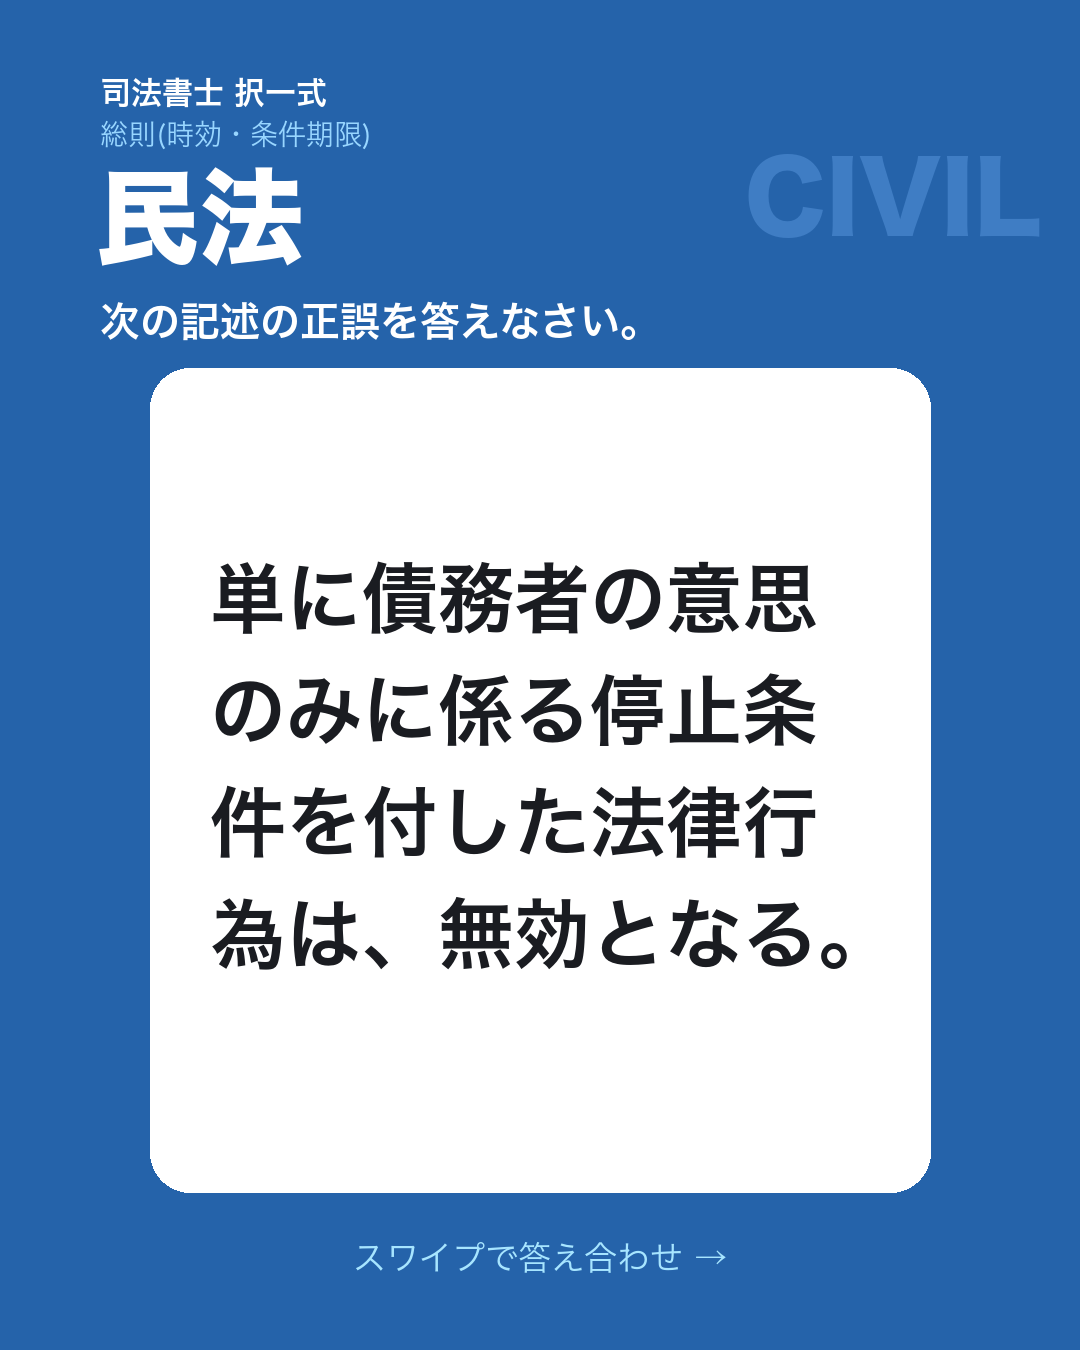 司法書士 択一式
総則(時効・条件期限)
民法
CIVIL
次の記述の正誤を答えなさい。
単に債務者の意思
のみに係る停止条
件を付した法律行
為は、無効となる。
スワイプで答え合わせ →